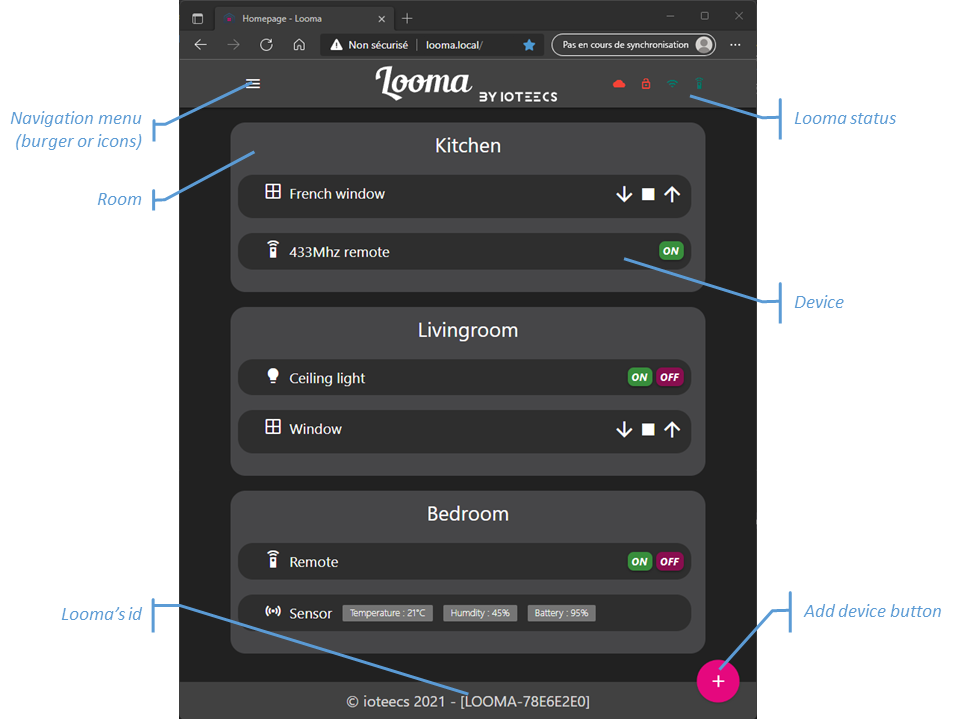 Homepage - Looma
Non sécurisé looma.local/ Pas en cours de synchronisation
Looma
BY IOTEECS
Navigation menu
(burger or icons)
Looma status
Kitchen
Room
French window
433Mhz remote ON
Device
Livingroom
Ceiling light ON OFF
Window
Bedroom
Remote ON OFF
Looma's id
Sensor Temperature : 21°C Humdity : 45% Battery : 95%
Add device button
+
© ioteecs 2021 - [LOOMA-78E6E2E0]